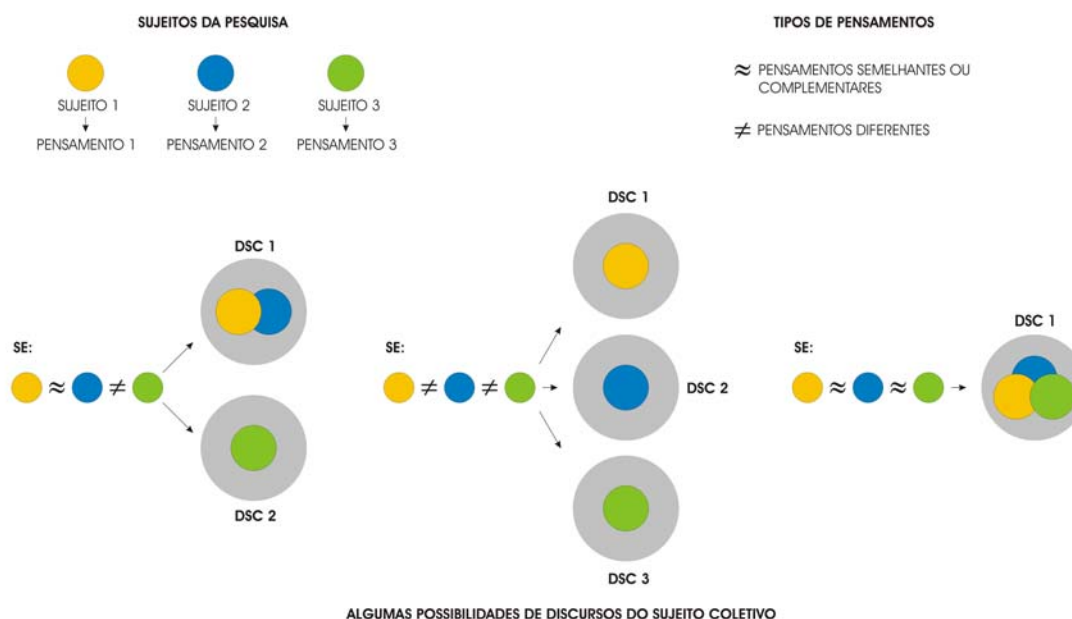 SUJEITOS DA PESQUISA
SUJEITO 1
SUJEITO 2
SUJEITO 3
PENSAMENTO 1
PENSAMENTO 2
PENSAMENTO 3
TIPOS DE PENSAMENTOS
≈ PENSAMENTOS SEMELHANTES OU
COMPLEMENTARES
≠ PENSAMENTOS DIFERENTES
DSC 1
SE:
≈ ≠
DSC 2
DSC 1
SE:
≠ ≠
DSC 2
DSC 3
DSC 1
SE:
≈ ≈
ALGUMAS POSSIBILIDADES DE DISCURSOS DO SUJEITO COLETIVO